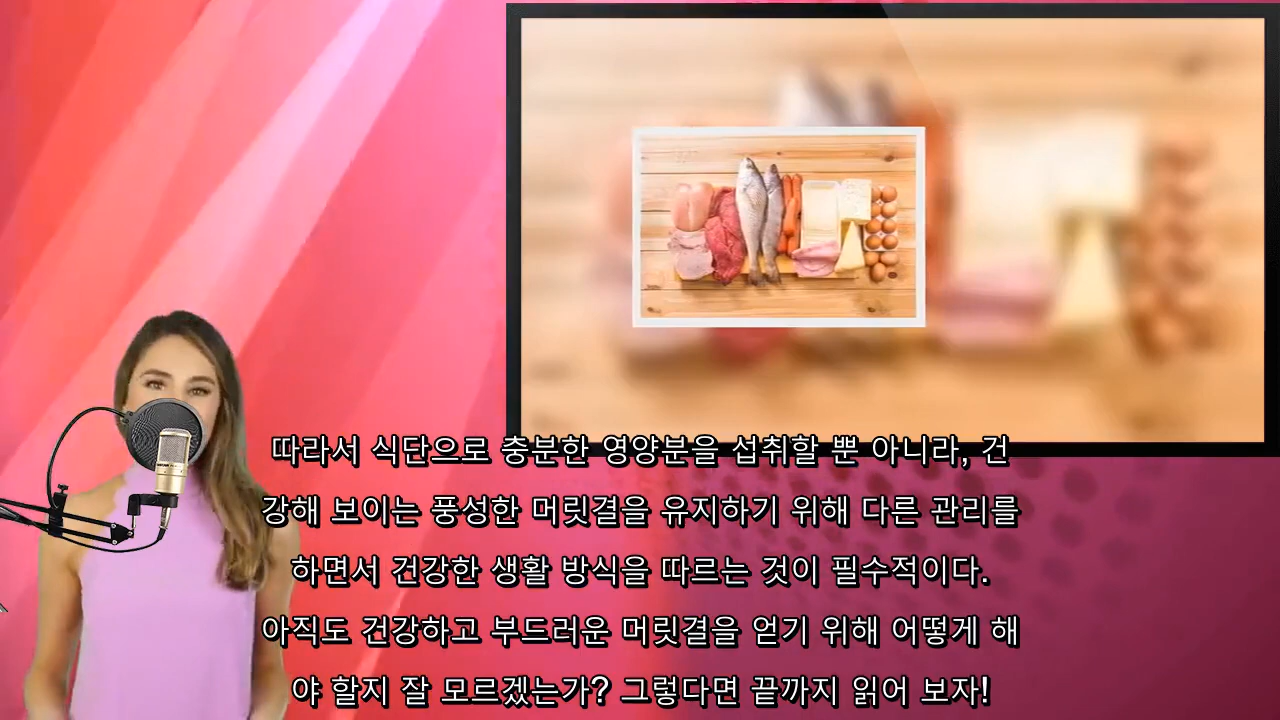 따라서 식단으로 충분한 영양분을 섭취할 뿐 아니라, 건
강해 보이는 풍성한 머릿결을 유지하기 위해 다른 관리를
하면서 건강한 생활 방식을 따르는 것이 필수적이다.
아직도 건강하고 부드러운 머릿결을 얻기 위해 어떻게 해
야 할지 잘 모르겠는가? 그렇다면 끝까지 읽어 보자!